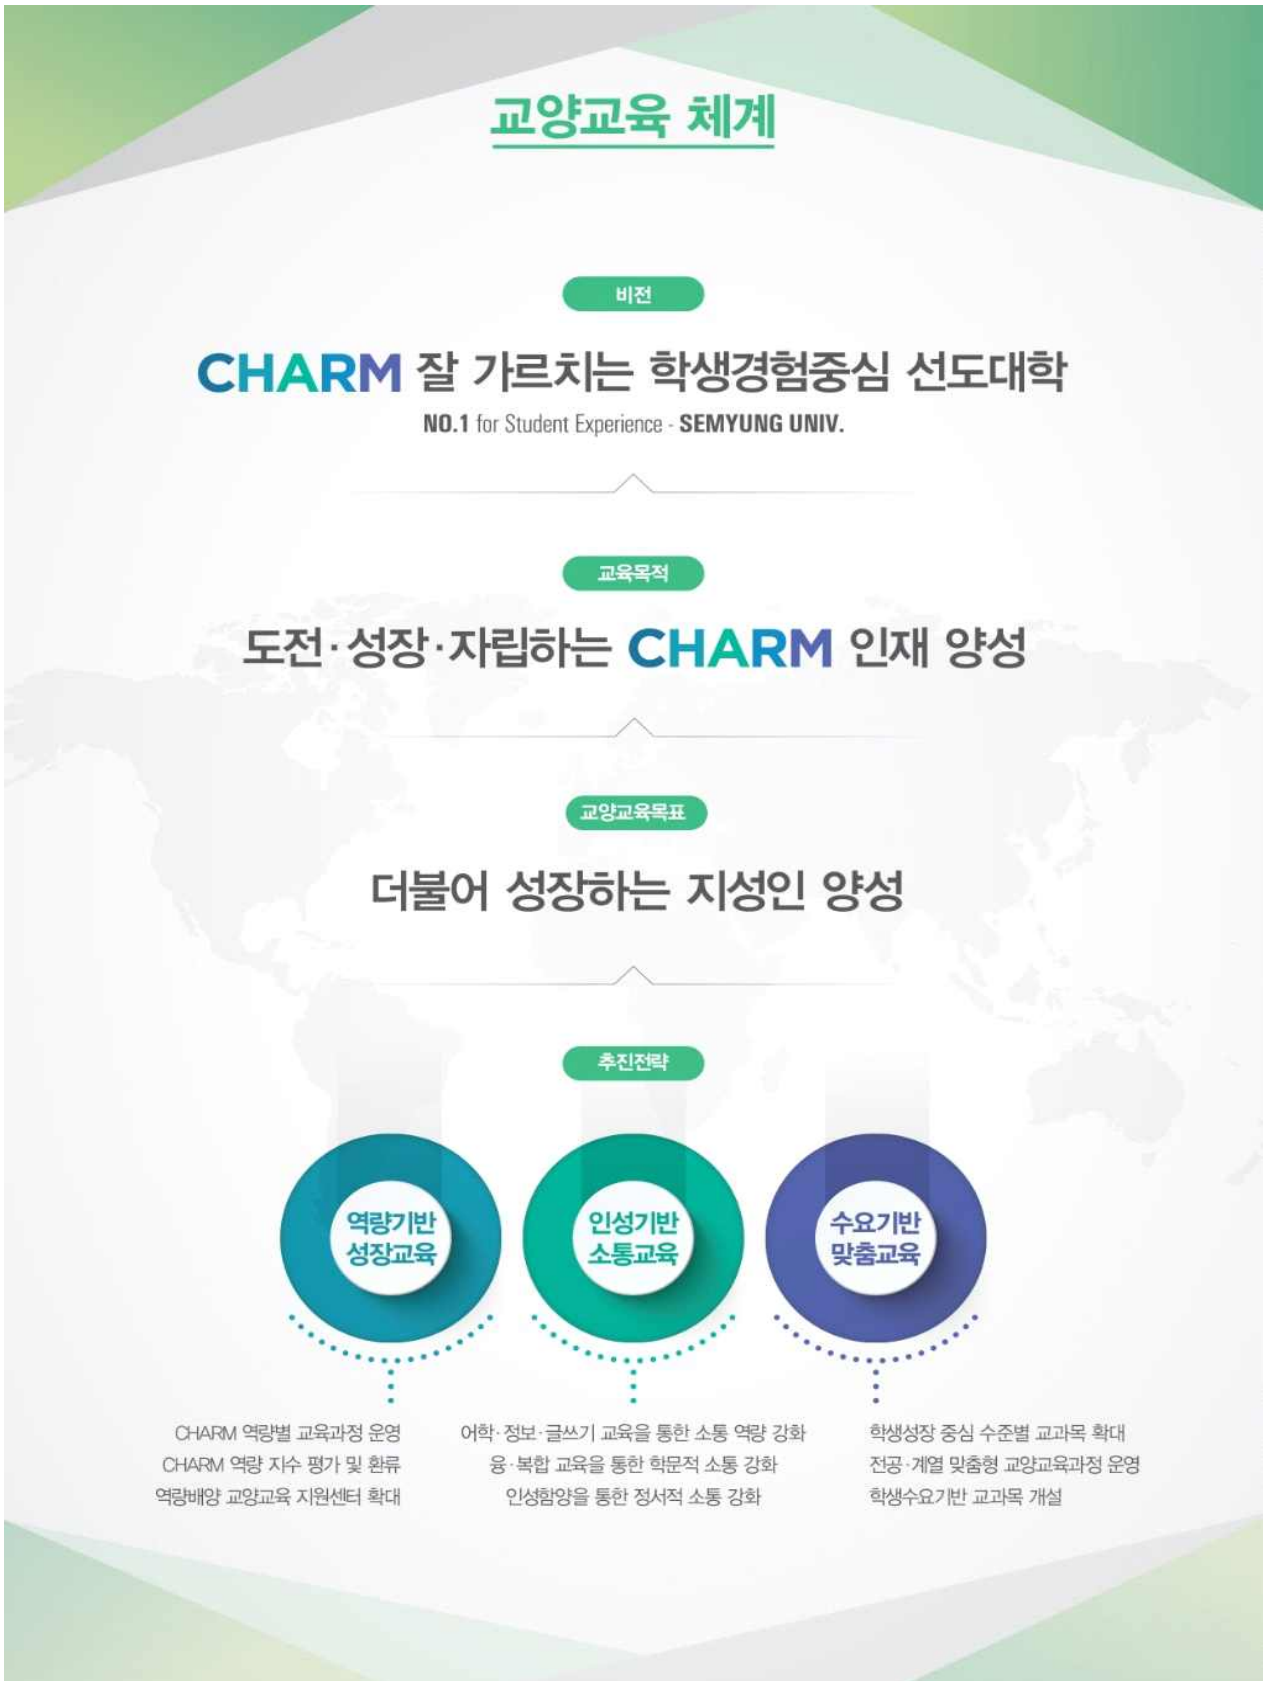 교양교육 체계
비전
CHARM 잘 가르치는 학생경험중심 선도대학
NO.1 for Student Experience - SEMYUNG UNIV.
교육목적
도전·성장·자립하는 CHARM 인재 양성
교양교육목표
더불어 성장하는 지성인 양성
추진전략
역량기반
성장교육
CHARM 역량별 교육과정 운영
CHARM 역량 지수 평가 및 환류
역량배양 교양교육 지원센터 확대
인성기반
소통교육
어학·정보·글쓰기 교육을 통한 소통 역량 강화
융·복합 교육을 통한 학문적 소통 강화
인성함양을 통한 정서적 소통 강화
수요기반
맞춤교육
학생성장 중심 수준별 교과목 확대
전공·계열 맞춤형 교양교육과정 운영
학생수요기반 교과목 개설